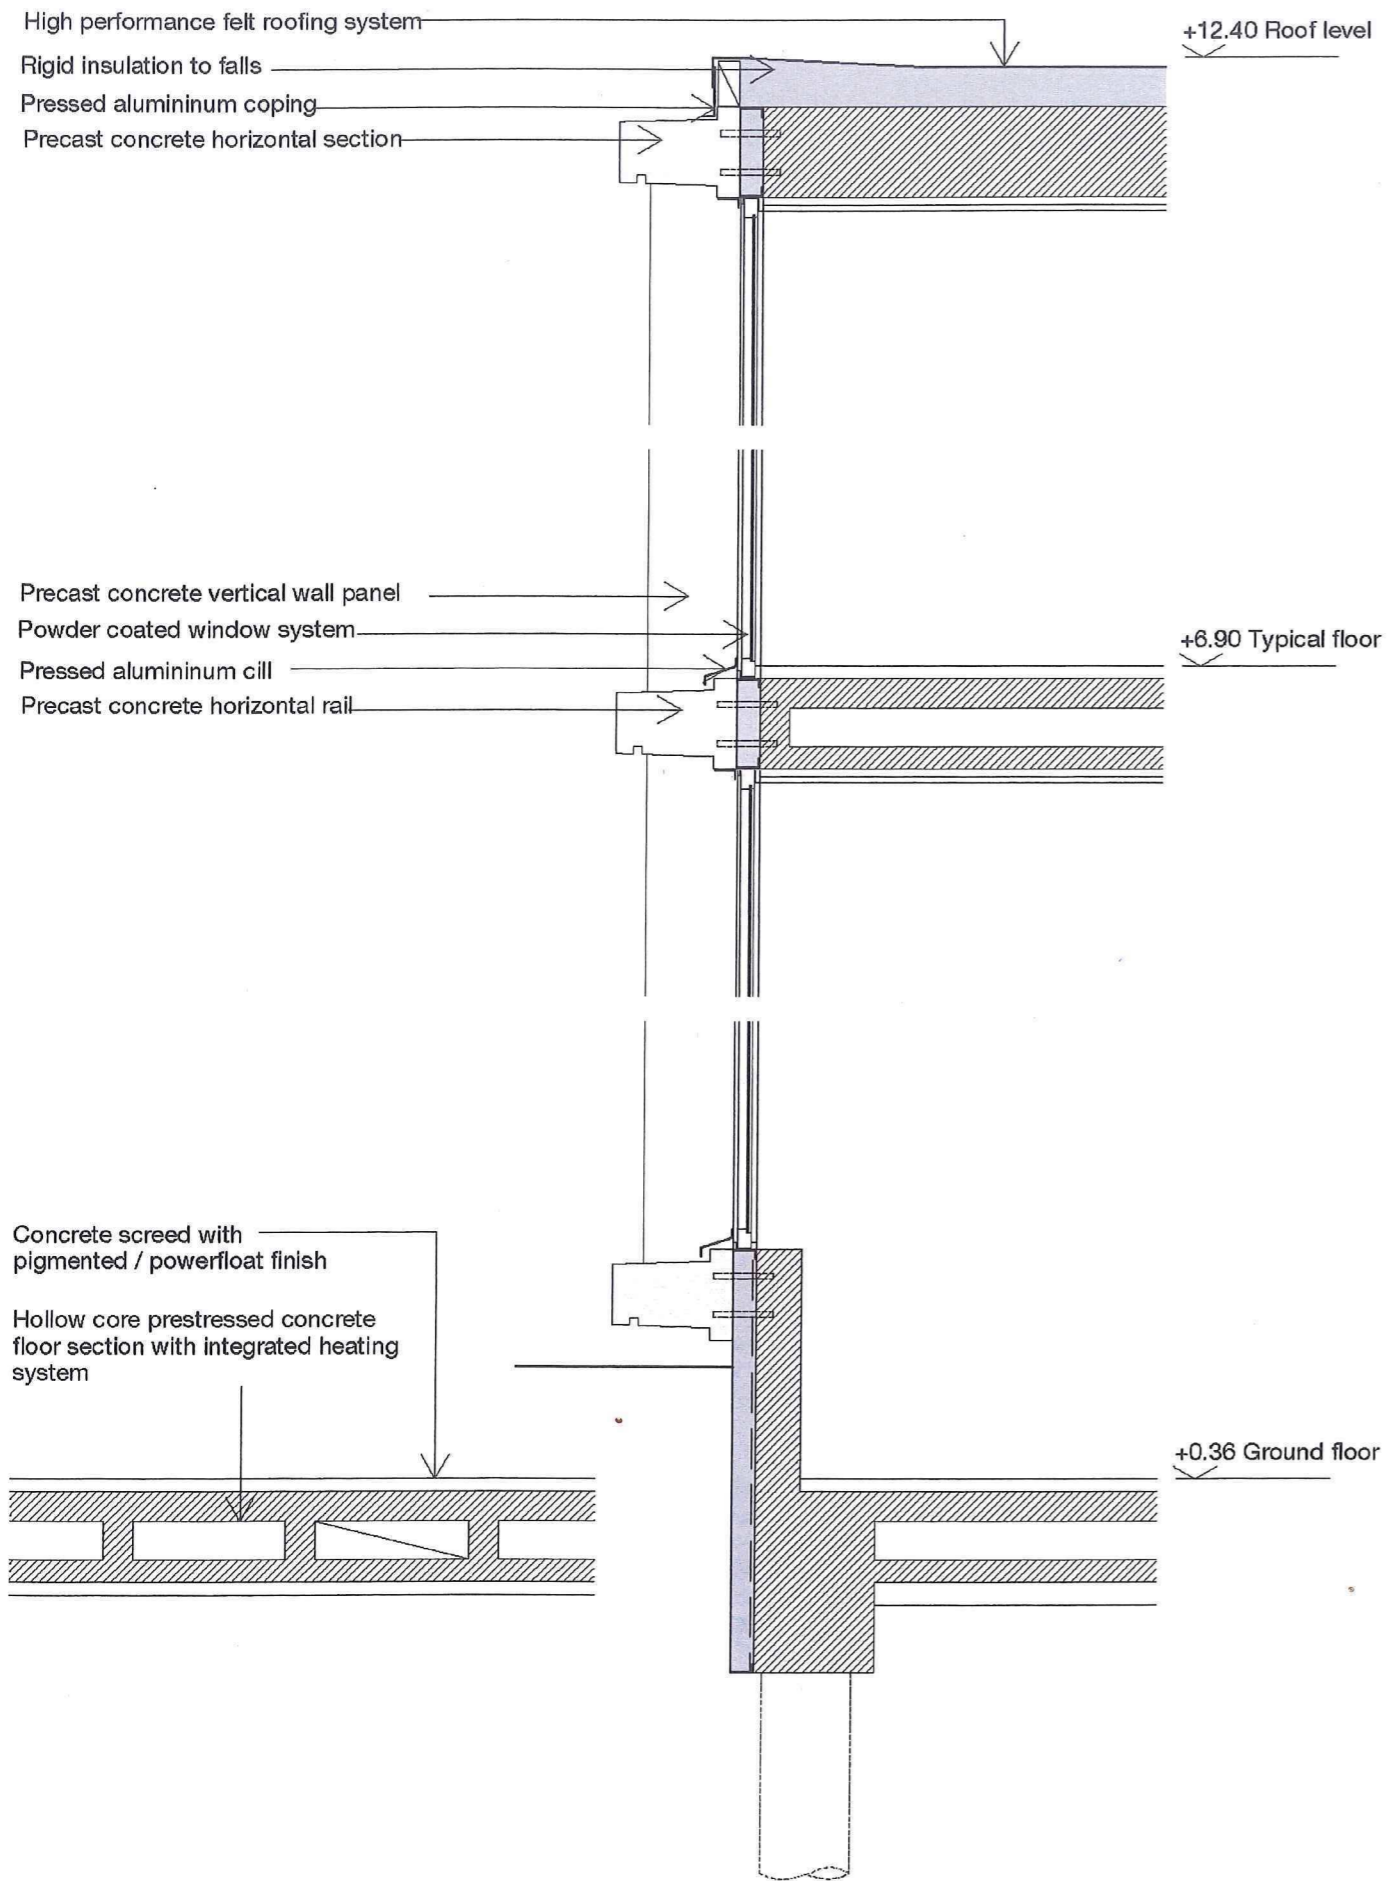 High performance felt roofing system
+12.40 Roof level
Rigid insulation to falls
Pressed alumininum coping
Precast concrete horizontal section
Precast concrete vertical wall panel
Powder coated window system
+6.90 Typical floor
Pressed alumininum cill
Precast concrete horizontal rail
Concrete screed with
pigmented / powerfloat finish
Hollow core prestressed concrete
floor section with integrated heating
system
+0.36 Ground floor